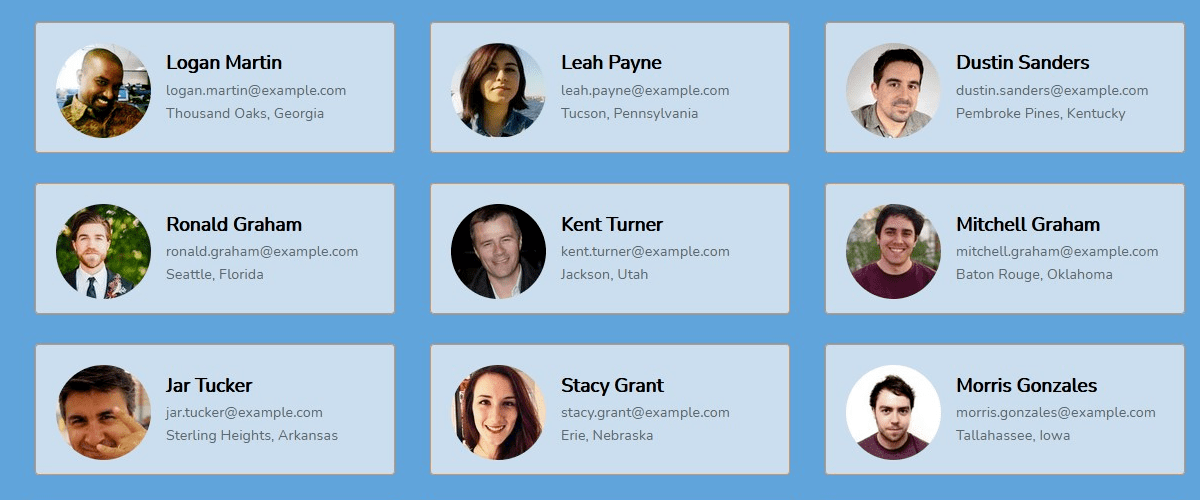 Logan Martin
logan.martin@example.com
Thousand Oaks, Georgia
Leah Payne
leah.payne@example.com
Tucson, Pennsylvania
Dustin Sanders
dustin.sanders@example.com
Pembroke Pines, Kentucky
Ronald Graham
ronald.graham@example.com
Seattle, Florida
Kent Turner
kent.turner@example.com
Jackson, Utah
Mitchell Graham
mitchell.graham@example.com
Baton Rouge, Oklahoma
Jar Tucker
jar.tucker@example.com
Sterling Heights, Arkansas
Stacy Grant
stacy.grant@example.com
Erie, Nebraska
Morris Gonzales
morris.gonzales@example.com
Tallahassee, Iowa